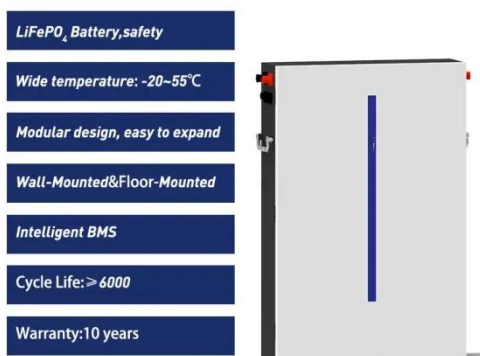 LiFePO₄ Battery,safety
Wide temperature: -20~55℃
Modular design, easy to expand
Wall-Mounted&Floor-Mounted
Intelligent BMS
Cycle Life:≥6000
Warranty:10 years